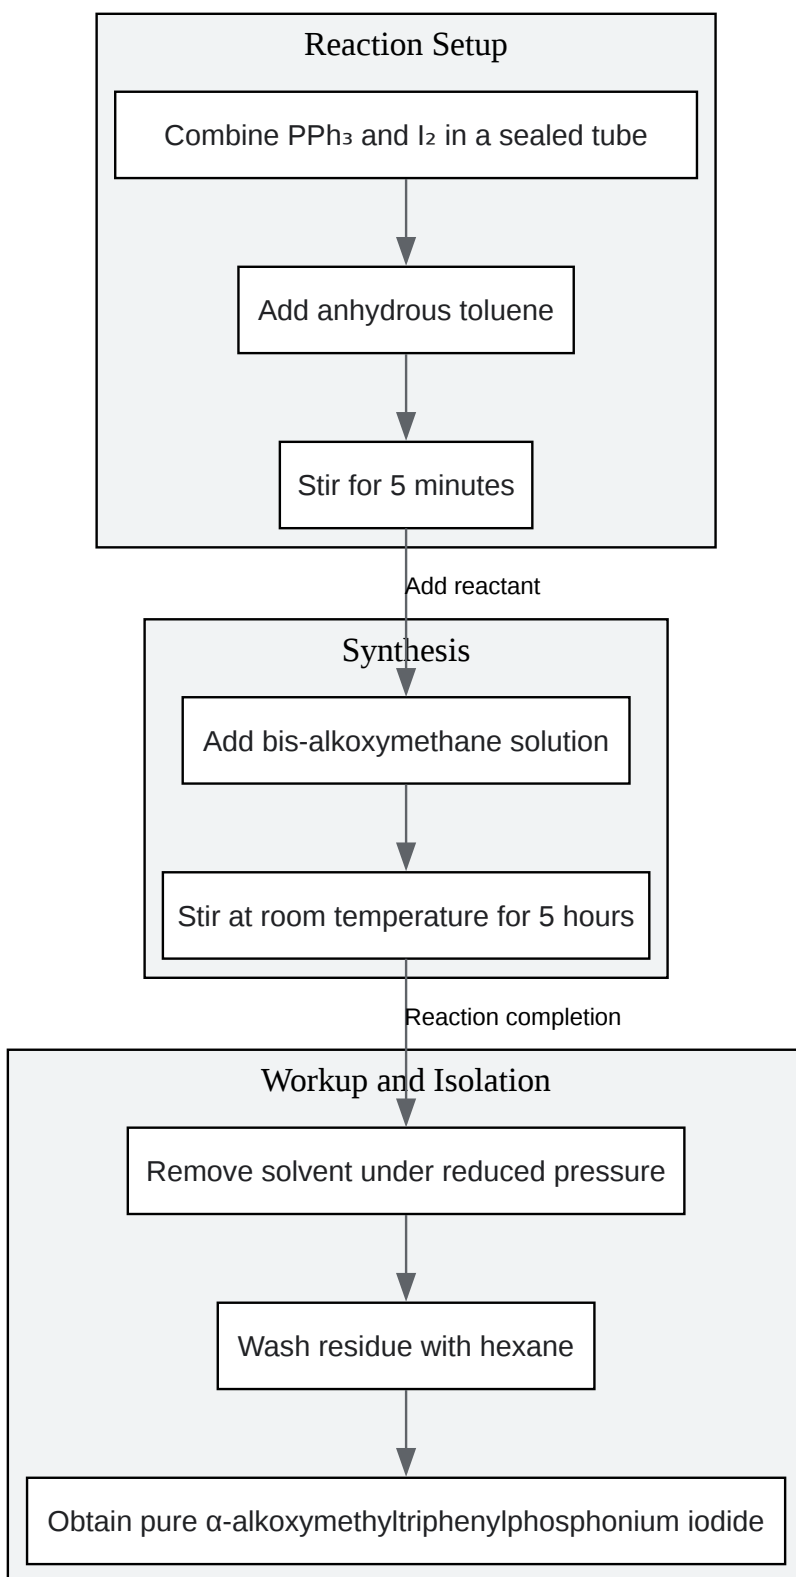 Reaction Setup
Combine PPh₃ and I₂ in a sealed tube
Add anhydrous toluene
Stir for 5 minutes
Add reactant
Synthesis
Add bis-alkoxymethane solution
Stir at room temperature for 5 hours
Reaction completion
Workup and Isolation
Remove solvent under reduced pressure
Wash residue with hexane
Obtain pure α-alkoxymethyltriphenylphosphonium iodide